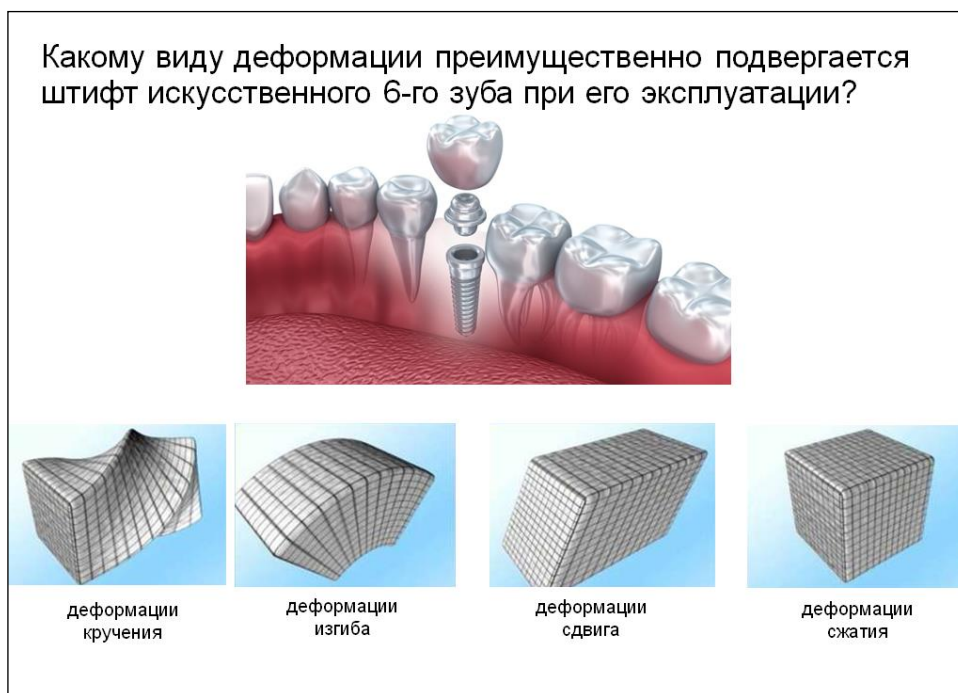 Какому виду деформации преимущественно подвергается
штифт искусственного 6-го зуба при его эксплуатации?
деформации
кручения
деформации
изгиба
деформации
сдвига
деформации
сжатия